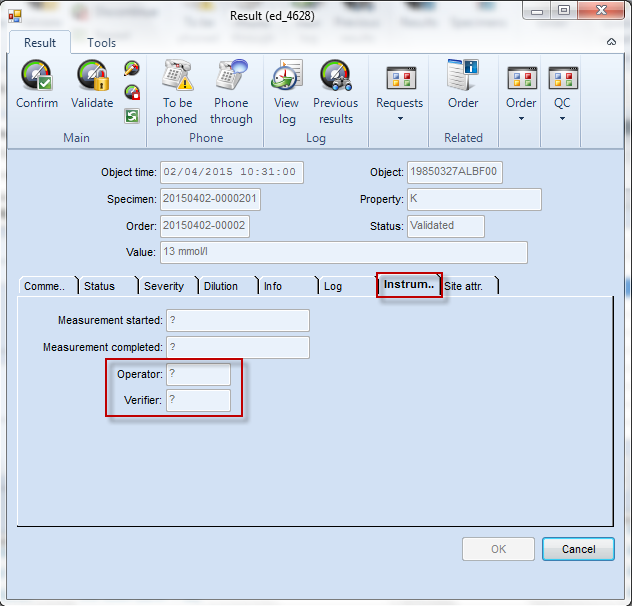 Result (ed_4628)
Result Tools
Confirm Validate To be phoned Phone through View log Previous results Requests Order Order QC
Main Phone Log Related
Object time: 02/04/2015 10:31:00 Object: 19850327ALBF00
Specimen: 20150402-0000201 Property: K
Order: 20150402-00002 Status: Validated
Value: 13 mmol/l
Comme.. Status Severity Dilution Info Log Instrum.. Site attr.
Measurement started: ?
Measurement completed: ?
Operator: ?
Verifier: ?
OK Cancel